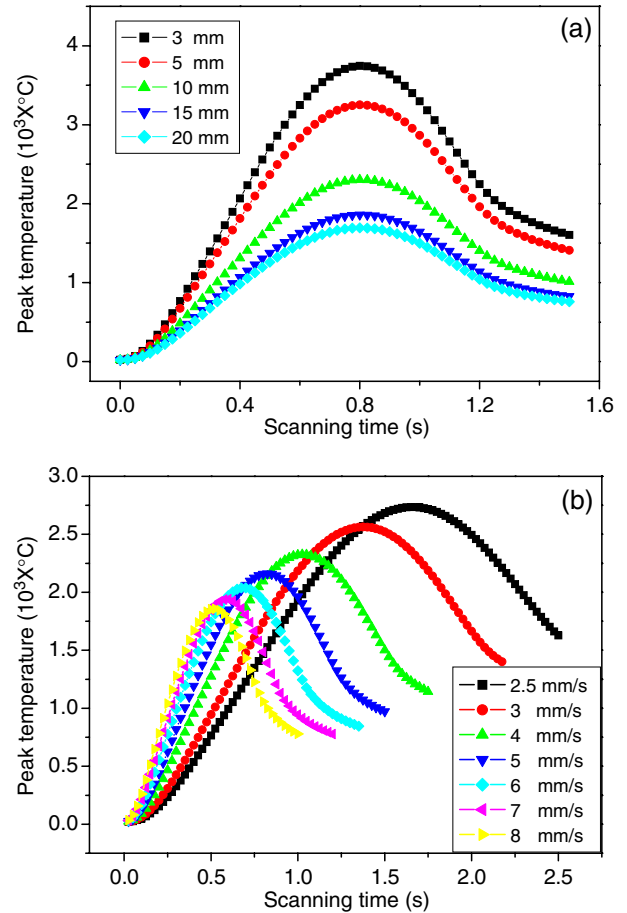 (a)
3 mm
5 mm
10 mm
15 mm
20 mm
Peak temperature (10³X°C)
4
3
2
1
0
0.0 0.4 0.8 1.2 1.6
Scanning time (s)
(b)
Peak temperature (10³X°C)
3.0
2.5
2.0
1.5
1.0
0.5
0.0
2.5 mm/s
3 mm/s
4 mm/s
5 mm/s
6 mm/s
7 mm/s
8 mm/s
0.0 0.5 1.0 1.5 2.0 2.5
Scanning time (s)